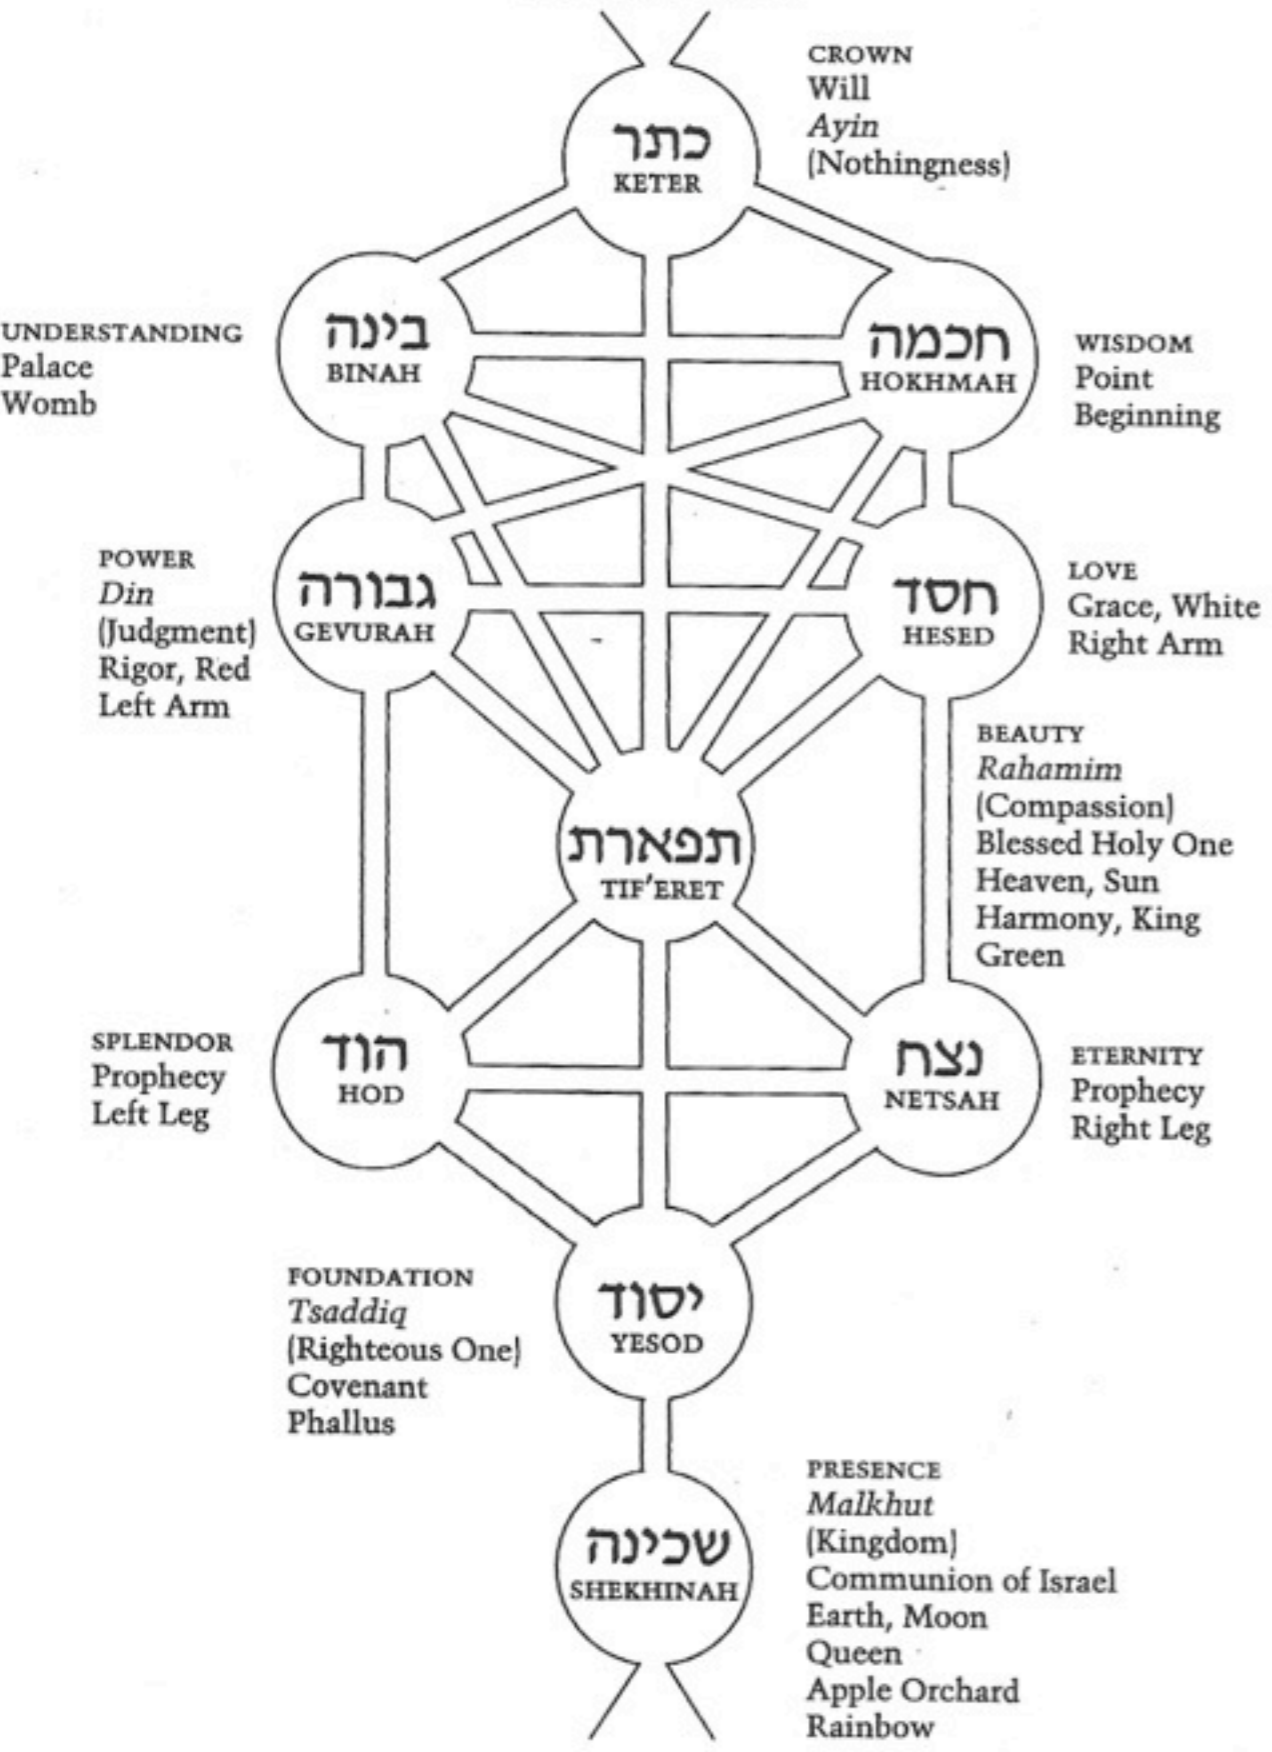 CROWN
Will
Ayin
(Nothingness)
כתר
KETER
UNDERSTANDING
Palace
Womb
בינה
BINAH
חכמה
HOKHMAH
WISDOM
Point
Beginning
POWER
Din
(Judgment)
Rigor, Red
Left Arm
גבורה
GEVURAH
חסד
HESED
LOVE
Grace, White
Right Arm
BEAUTY
Rahamim
(Compassion)
Blessed Holy One
Heaven, Sun
Harmony, King
Green
תפארת
TIF'ERET
SPLENDOR
Prophecy
Left Leg
הוד
HOD
נצח
NETSAH
ETERNITY
Prophecy
Right Leg
FOUNDATION
Tsaddiq
(Righteous One)
Covenant
Phallus
יסוד
YESOD
PRESENCE
Malkhut
(Kingdom)
Communion of Israel
Earth, Moon
Queen
Apple Orchard
Rainbow
שכינה
SHEKHINAH